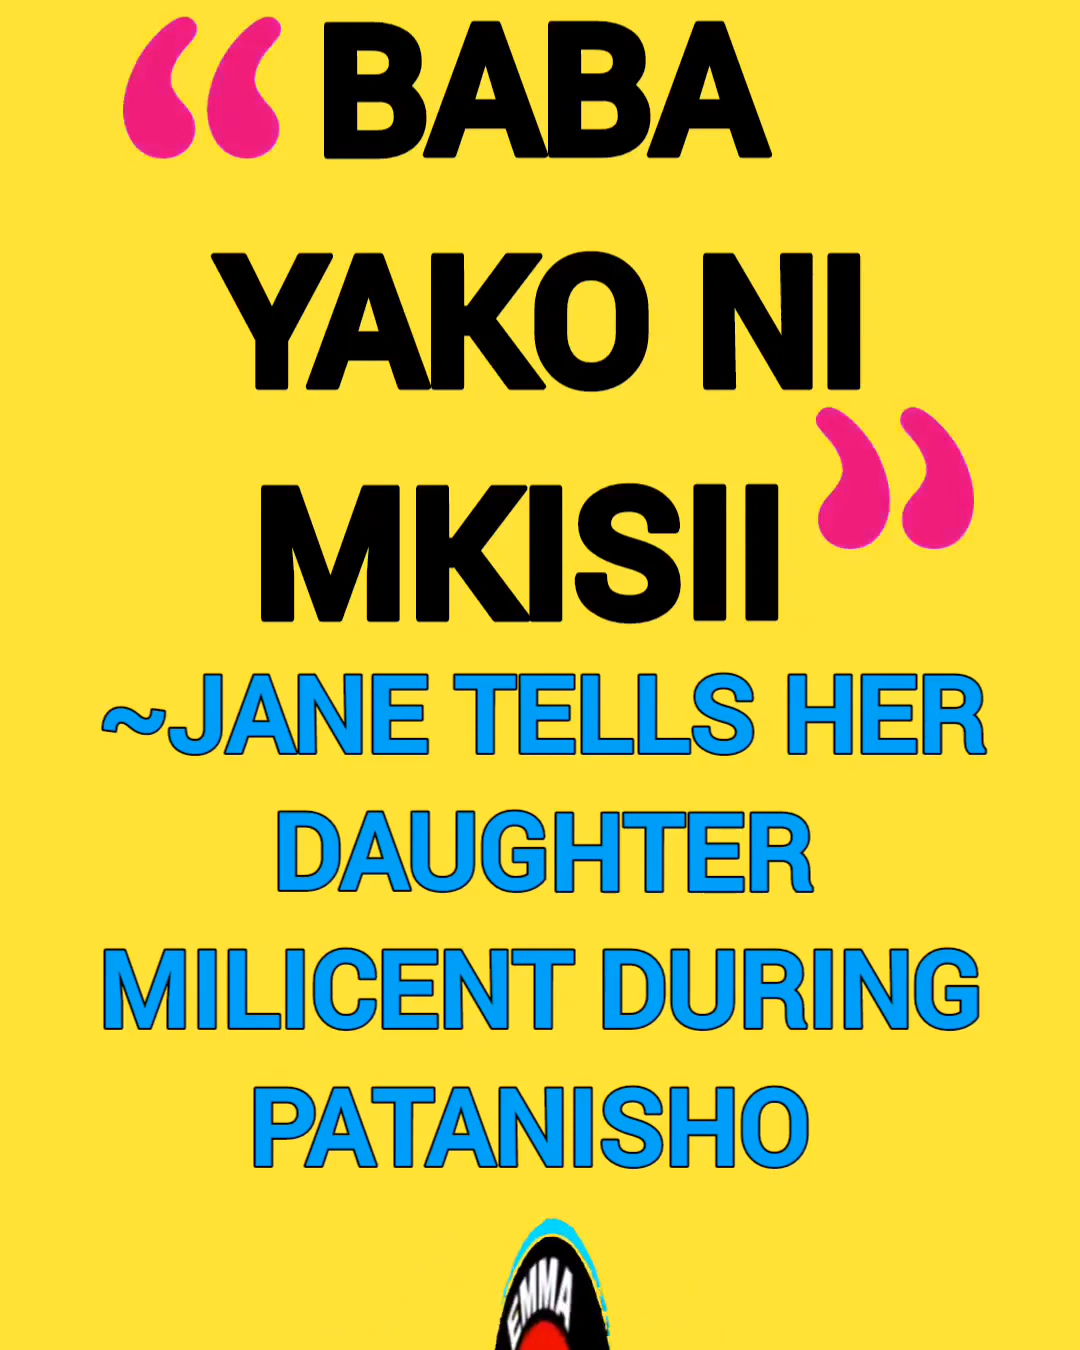 “BABA
YAKO NI
MKISII”
~JANE TELLS HER
DAUGHTER
MILICENT DURING
PATANISHO
EMMA